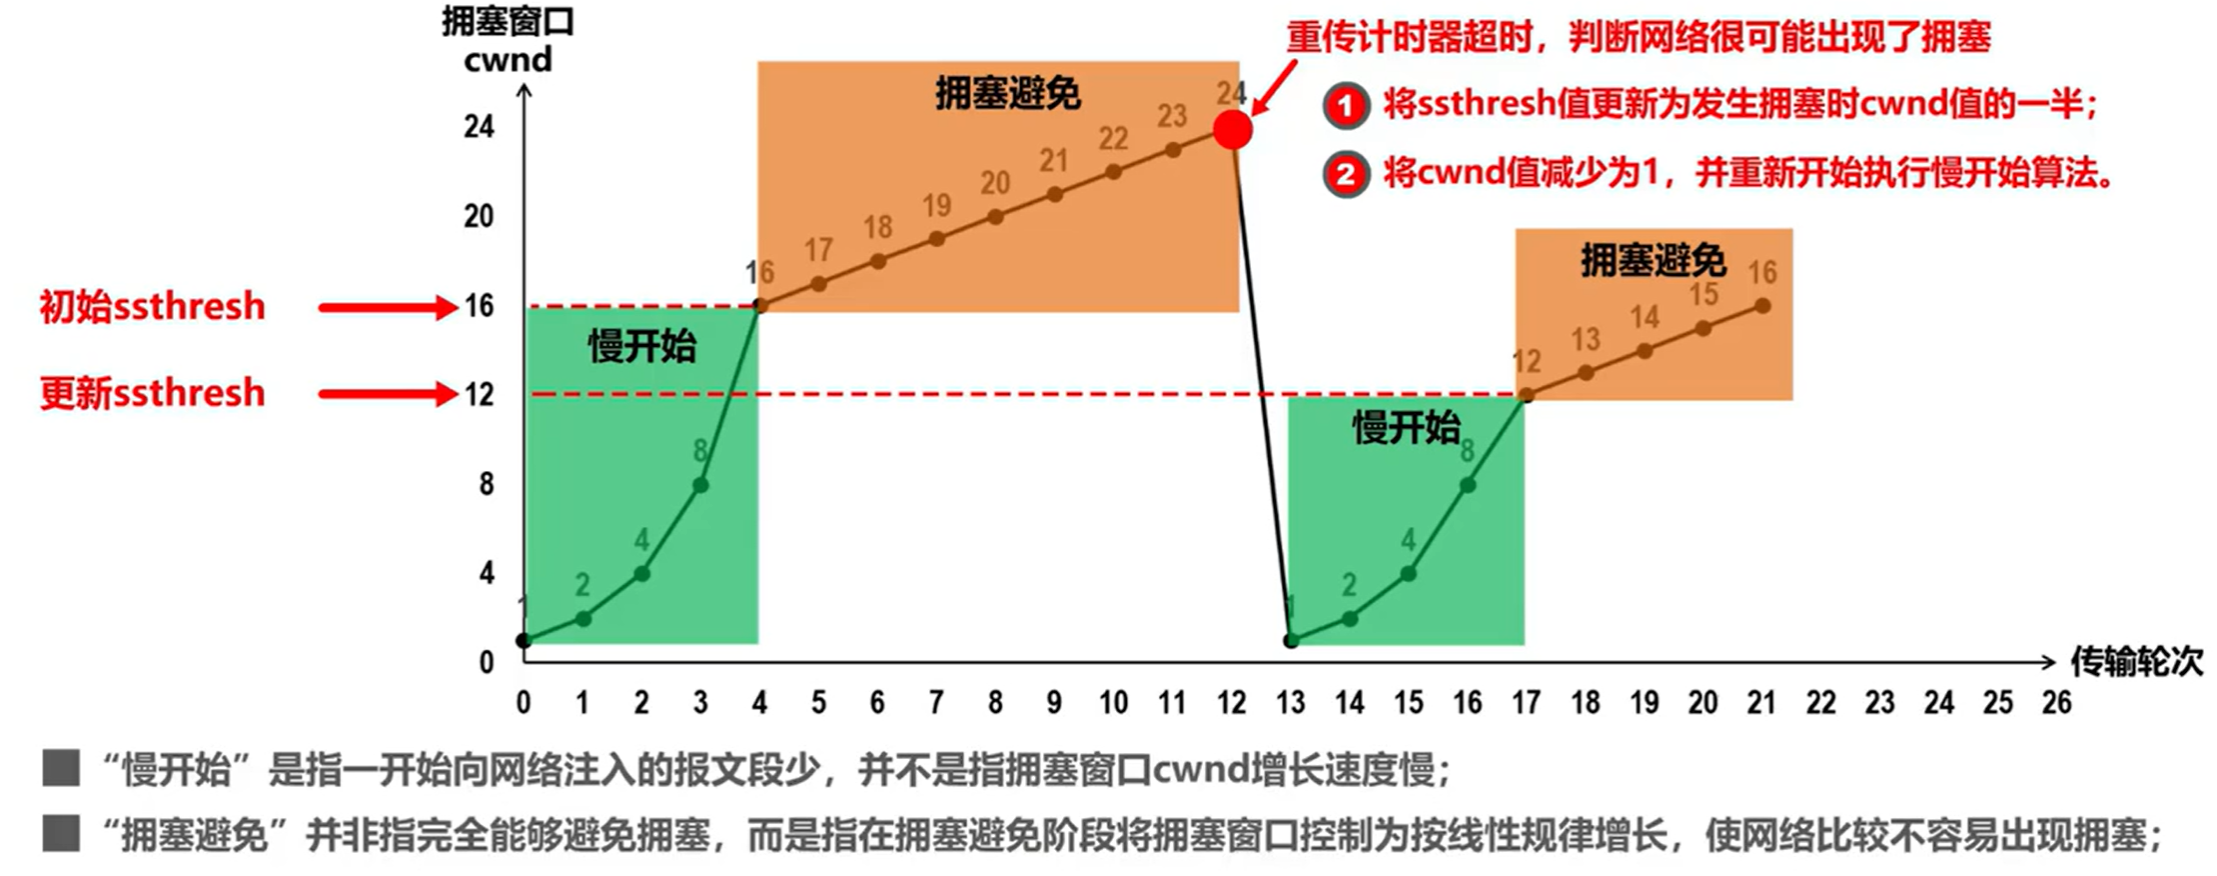 拥塞窗口
cwnd
重传计时器超时，判断网络很可能出现了拥塞
1 将ssthresh值更新为发生拥塞时cwnd值的一半；
2 将cwnd值减少为1，并重新开始执行慢开始算法。
拥塞避免
24
24
23
22
21
20
20
19
18
17
16
初始ssthresh
16
慢开始
更新ssthresh
12
8
8
4
4
2
1
0
拥塞避免
16
15
14
13
12
慢开始
8
4
2
1
0 1 2 3 4 5 6 7 8 9 10 11 12 13 14 15 16 17 18 19 20 21 22 23 24 25 26
传输轮次
“慢开始”是指一开始向网络注入的报文段少，并不是指拥塞窗口cwnd增长速度慢；
“拥塞避免”并非指完全能够避免拥塞，而是指在拥塞避免阶段将拥塞窗口控制为按线性规律增长，使网络比较不容易出现拥塞；